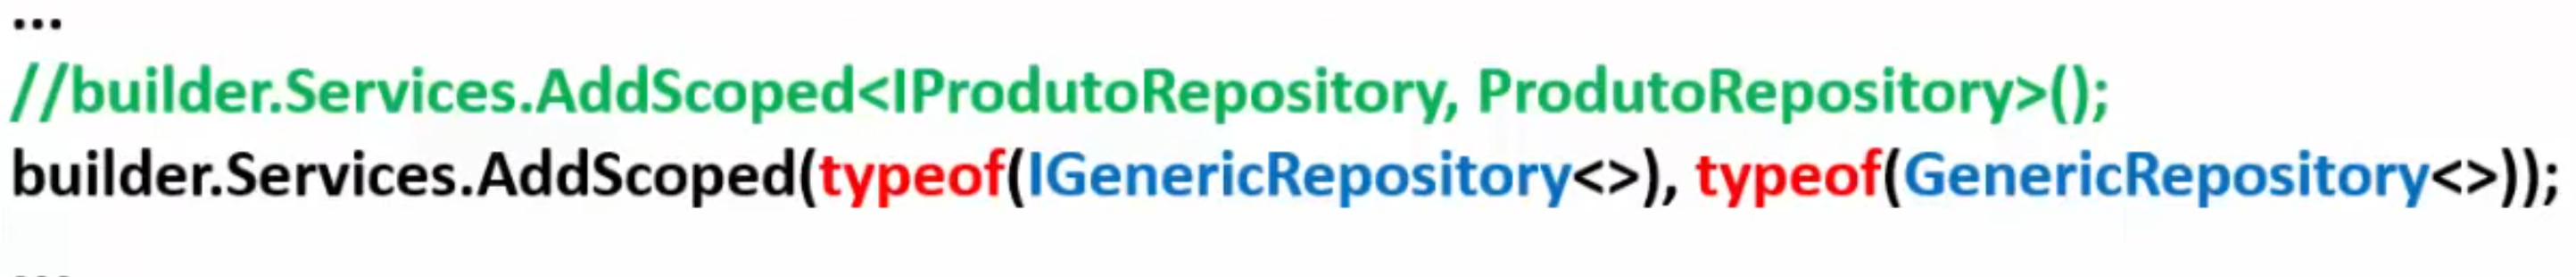 ...
//builder.Services.AddScoped<IProdutoRepository, ProdutoRepository>();
builder.Services.AddScoped(typeof(IGenericRepository<>), typeof(GenericRepository<>));
...